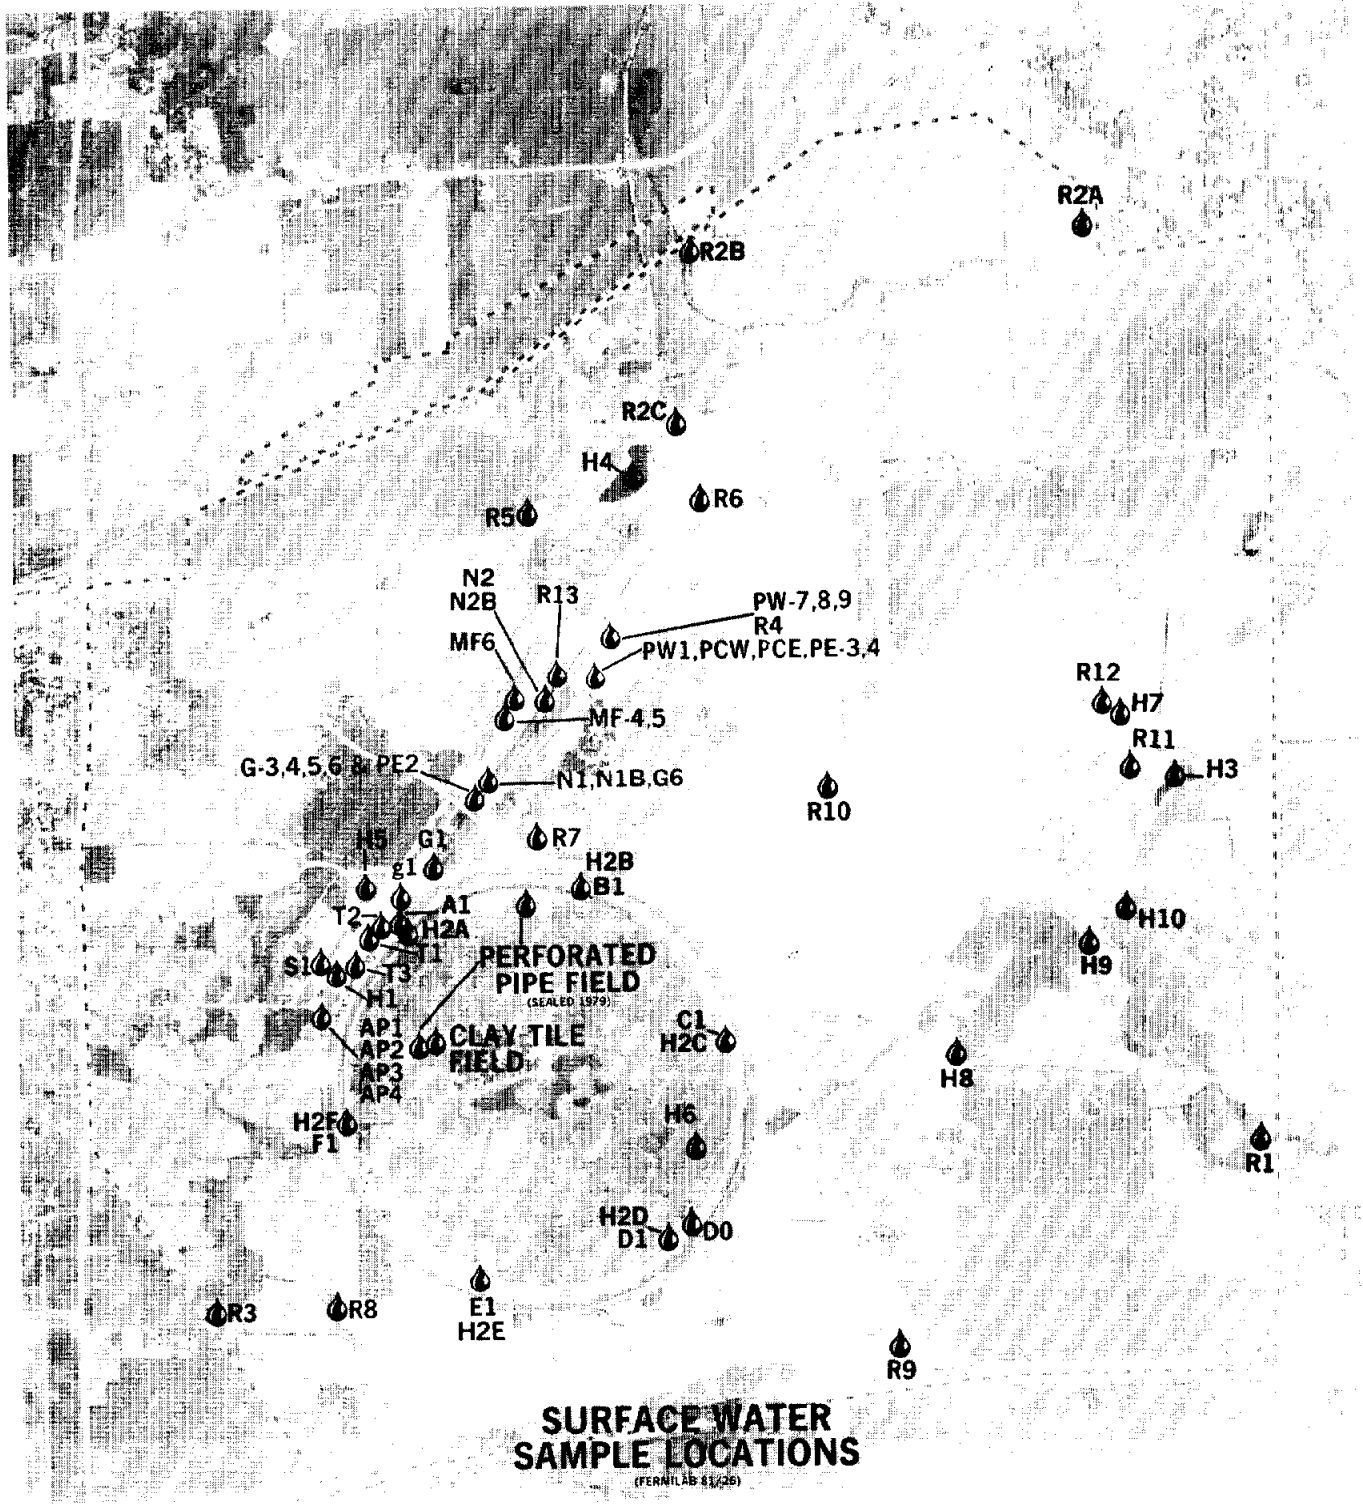 R2A
R2B
R2C
H4
R6
R5
N2
N2B
R13
PW-7,8,9
R4
MF6
PW1,PCW,PCE,PE-3,4
R12
H7
MF-4,5
R11
G-3,4,5,6 & PE2
H3
N1,N1B,G6
R10
H5
G1
R7
g1
H2B
B1
T2
A1
H2A
H10
T1
PERFORATED
PIPE FIELD
(SEALED 1979)
H9
S1
T3
H1
AP1
AP2
AP3
AP4
CLAY TILE
FIELD
C1
H2C
H8
H2F
F1
H6
R1
H2D
D1
D0
E1
H2E
R3
R8
R9
SURFACE WATER
SAMPLE LOCATIONS
(FERMILAB 81/26)